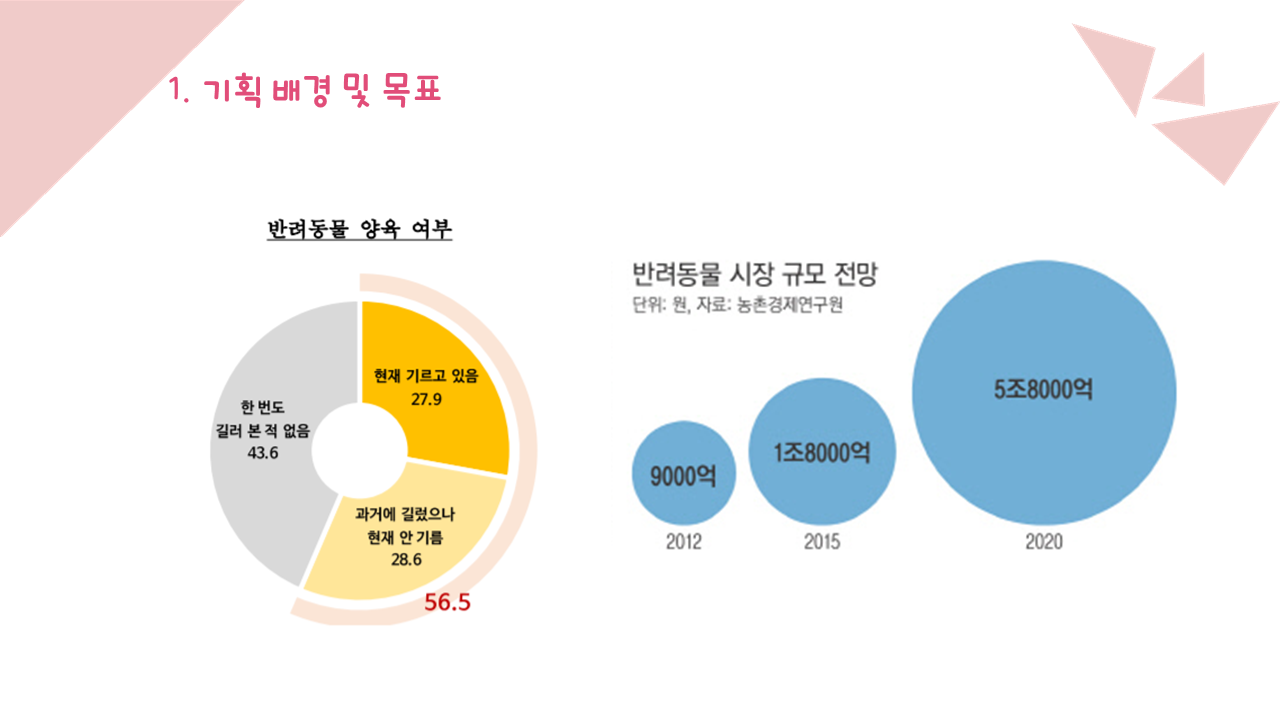 1. 기획 배경 및 목표
반려동물 양육 여부
현재 기르고 있음
27.9
한 번도
길러 본 적 없음
43.6
과거에 길렀으나
현재 안 기름
28.6
56.5
반려동물 시장 규모 전망
단위: 원, 자료: 농촌경제연구원
9000억
1조8000억
5조8000억
2012
2015
2020